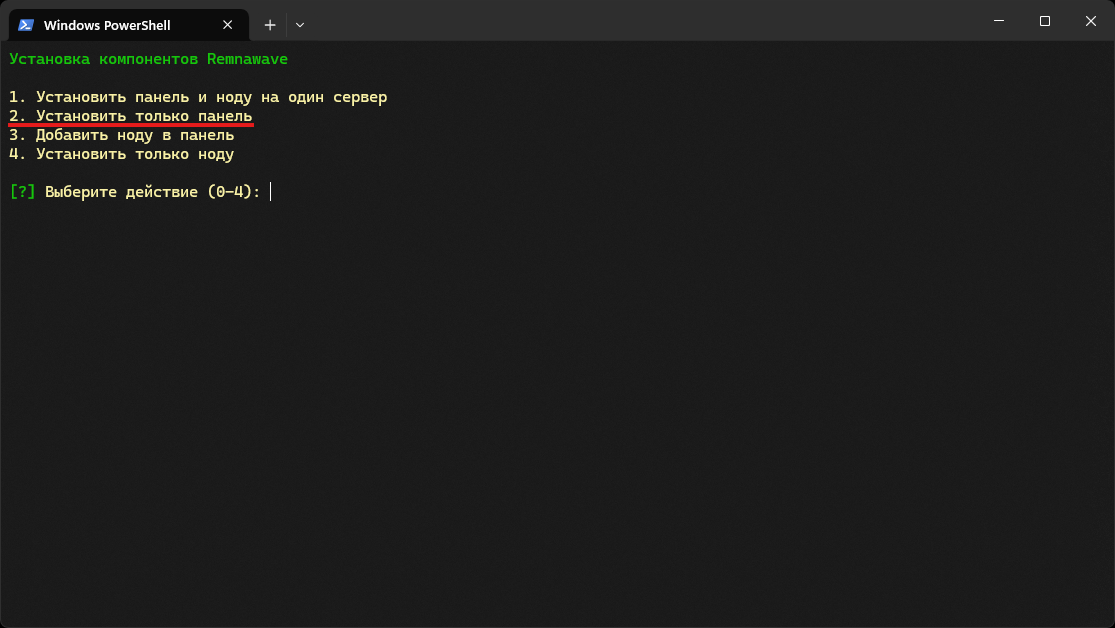 Windows PowerShell
Установка компонентов Remnawave
1. Установить панель и ноду на один сервер
2. Установить только панель
3. Добавить ноду в панель
4. Установить только ноду
[?] Выберите действие (0-4):